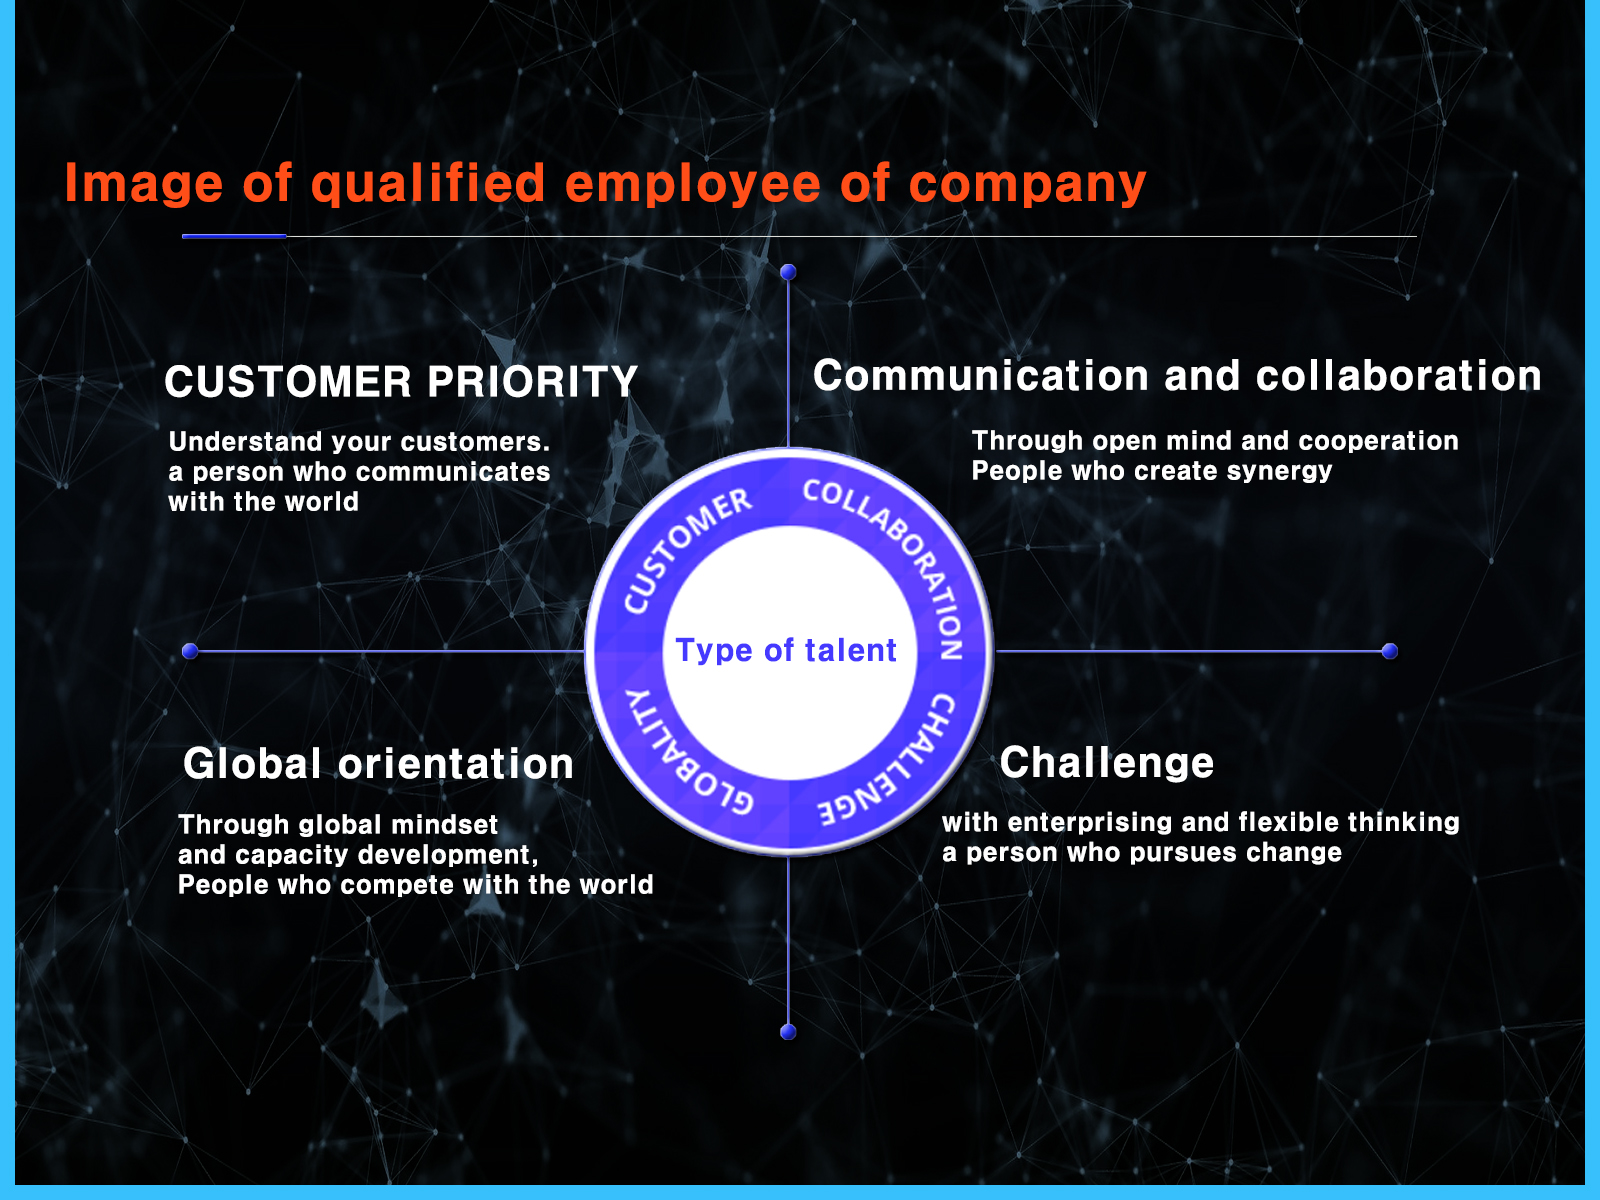 Image of qualified employee of company
CUSTOMER PRIORITY
Understand your customers.
a person who communicates
with the world
Communication and collaboration
Through open mind and cooperation
People who create synergy
CUSTOMER
COLLABORATION
Type of talent
GLOBALITY
CHALLENGE
Global orientation
Through global mindset
and capacity development,
People who compete with the world
Challenge
with enterprising and flexible thinking
a person who pursues change